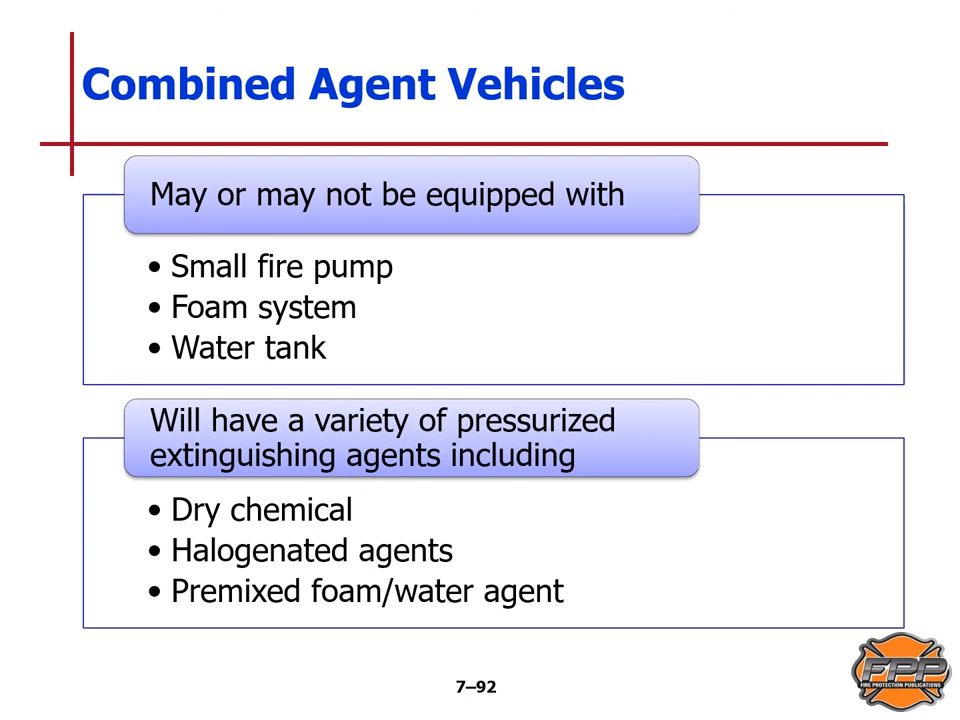 Combined Agent Vehicles
May or may not be equipped with
• Small fire pump
• Foam system
• Water tank
Will have a variety of pressurized
extinguishing agents including
• Dry chemical
• Halogenated agents
• Premixed foam/water agent
7–92
FPP
FIRE PROTECTION PUBLICATIONS